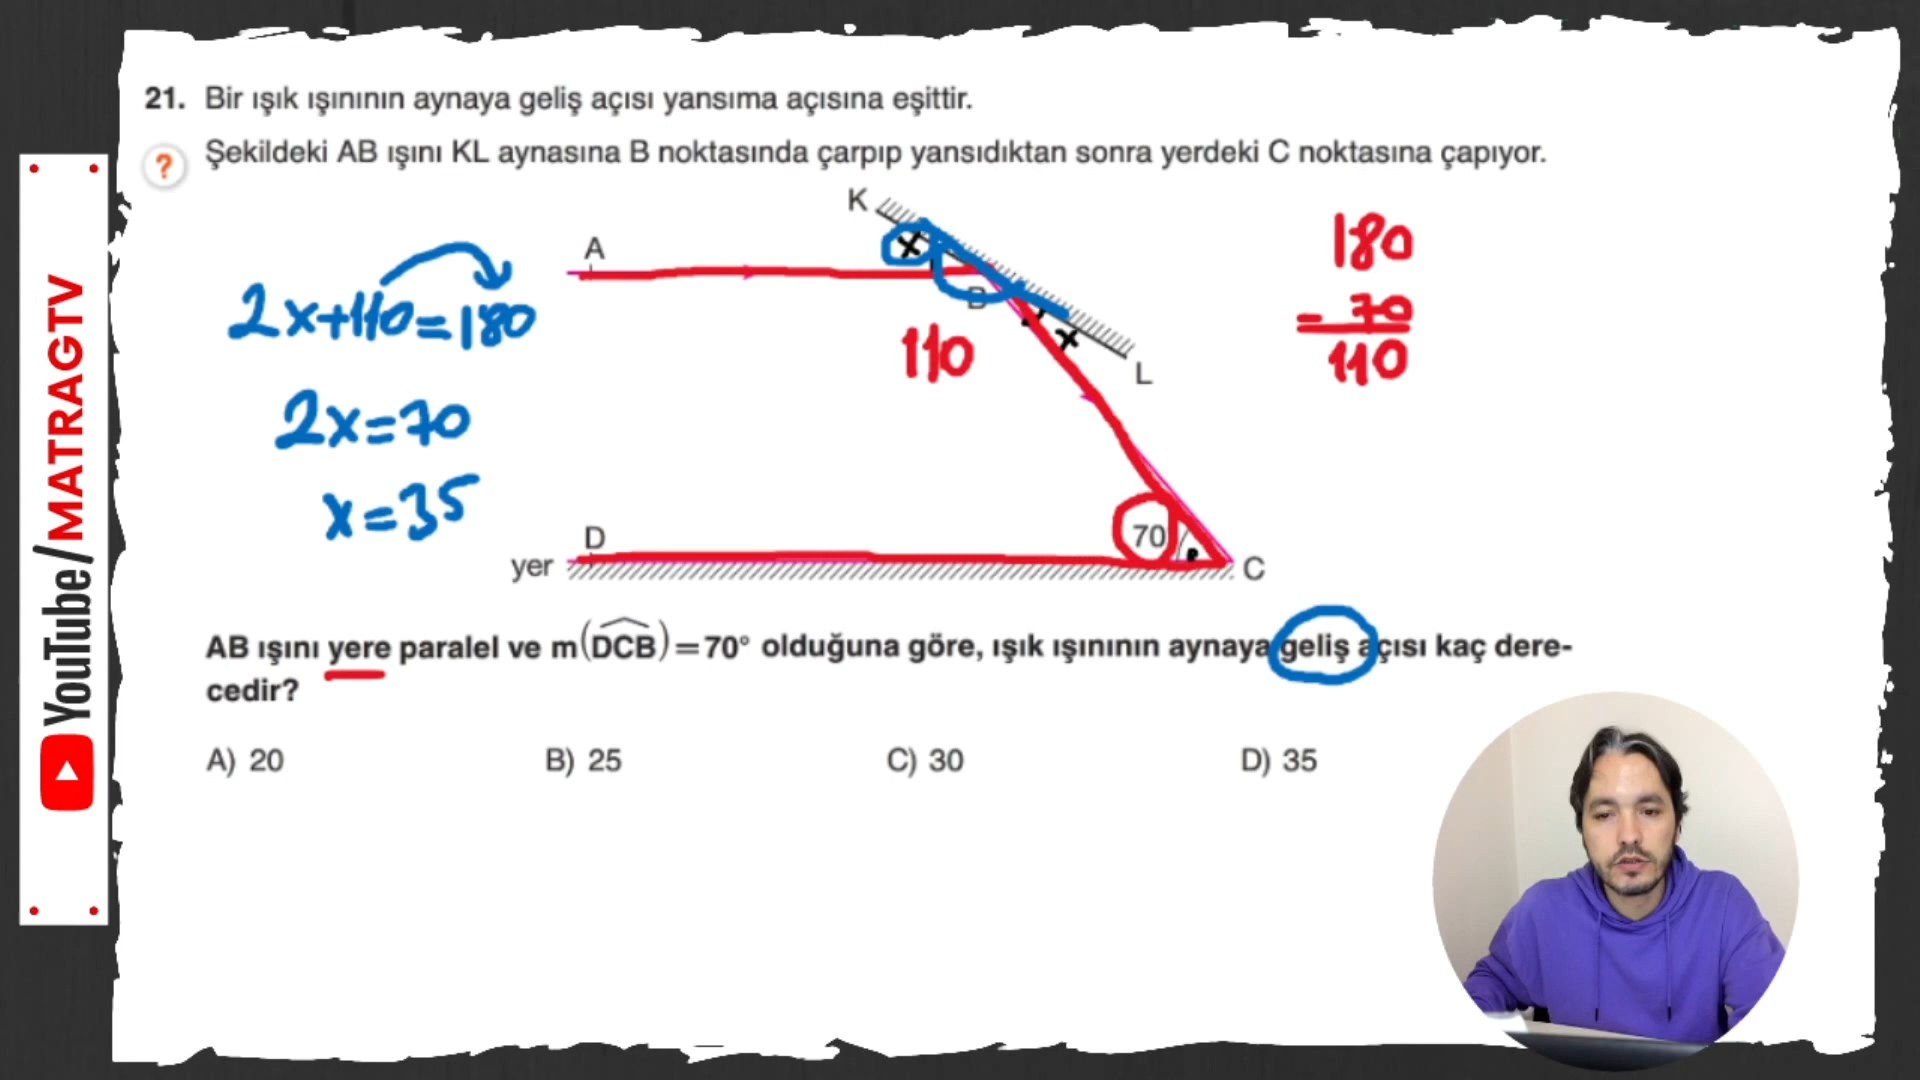 21. Bir ışık ışınının aynaya geliş açısı yansıma açısına eşittir.
? Şekildeki AB ışını KL aynasına B noktasında çarpıp yansıdıktan sonra yerdeki C noktasına çapıyor.
K
A
x
B
x
L
110
180
- 70
110
2x+110=180
2x=70
x=35
D
70
yer
C
AB ışını yere paralel ve m(DCB)=70° olduğuna göre, ışık ışınının aynaya geliş açısı kaç dere-
cedir?
A) 20
B) 25
C) 30
D) 35
YouTube/MATRAGTV